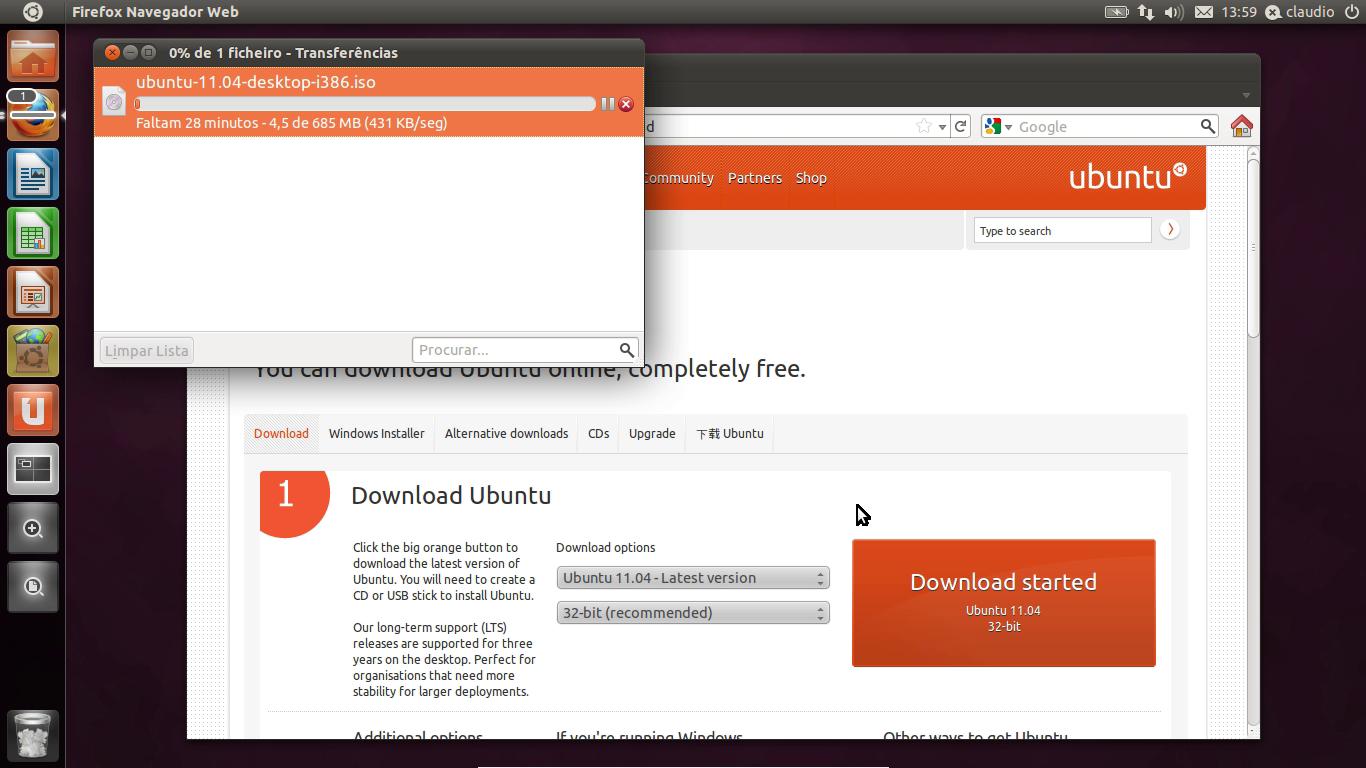 Firefox Navegador Web
13:59 claudio
0% de 1 ficheiro - Transferências
ubuntu-11.04-desktop-i386.iso
Faltam 28 minutos - 4,5 de 685 MB (431 KB/seg)
Limpar Lista
Procurar...
1
d
Google
Community Partners Shop
ubuntu
Type to search
You can download Ubuntu online, completely free.
Download Windows Installer Alternative downloads CDs Upgrade 下载 Ubuntu
1
Download Ubuntu
Click the big orange button to
download the latest version of
Ubuntu. You will need to create a
CD or USB stick to install Ubuntu.
Our long-term support (LTS)
releases are supported for three
years on the desktop. Perfect for
organisations that need more
stability for larger deployments.
Download options
Ubuntu 11.04 - Latest version
32-bit (recommended)
Download started
Ubuntu 11.04
32-bit
Additional options
If you're running Windows
Other ways to get Ubuntu